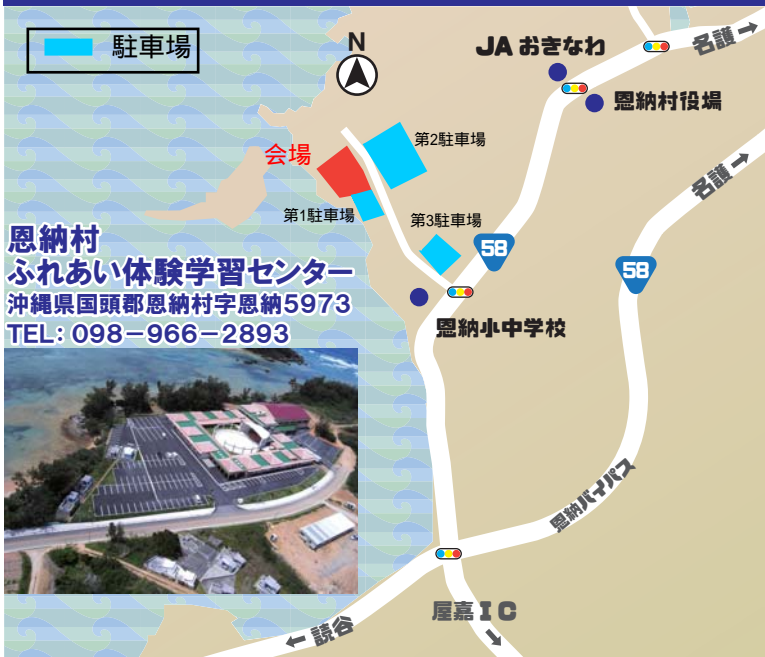 駐車場
N
JA おきなわ
名護→
恩納村役場
第2駐車場
会場
名護→
第1駐車場
第3駐車場
58
58
恩納村
ふれあい体験学習センター
沖縄県国頭郡恩納村字恩納5973
TEL: 098−966−2893
恩納小中学校
恩納バイパス
屋嘉IC
←読谷